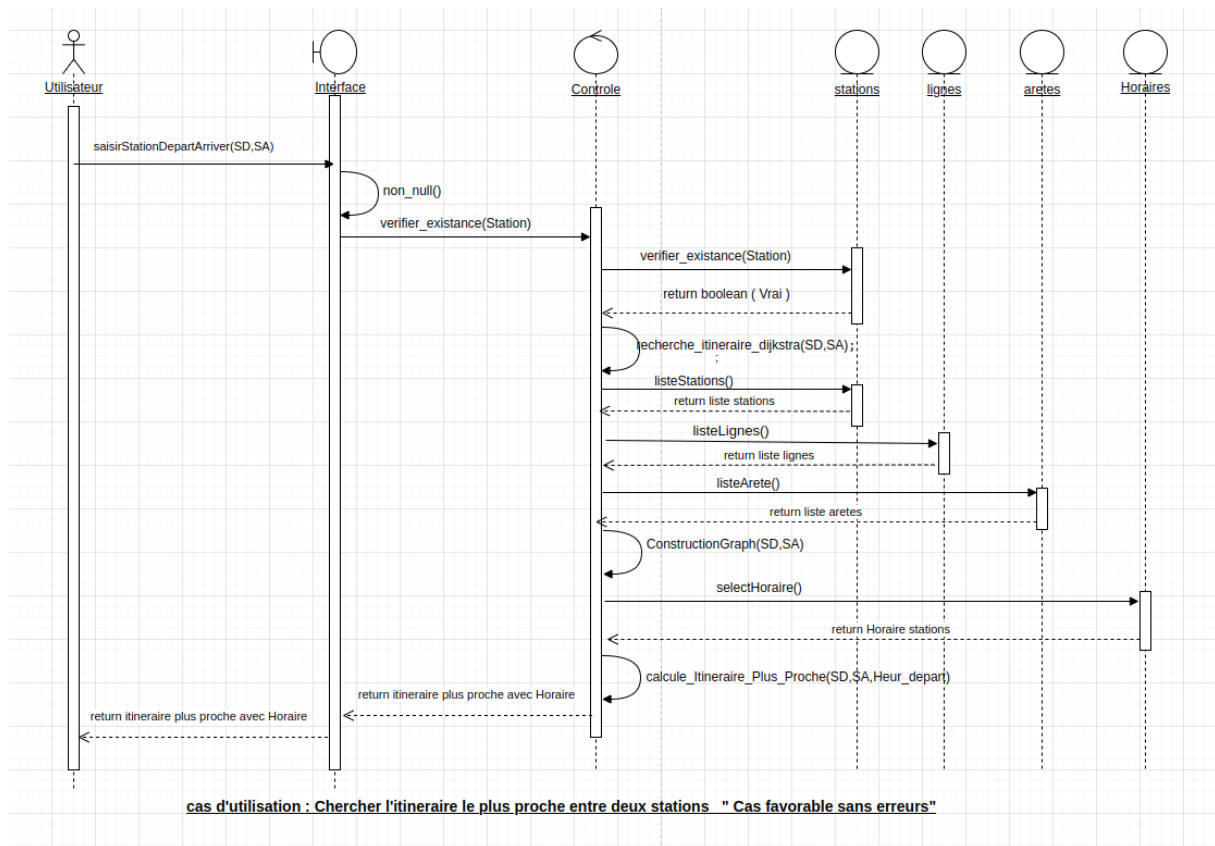 Utilisateur
Interface
Controle
stations
lignes
aretes
Horaires
saisirStationDepartArriver(SD,SA)
non_null()
verifier_existance(Station)
verifier_existance(Station)
return boolean ( Vrai )
recherche_itineraire_dijkstra(SD,SA);
;
listeStations()
return liste stations
listeLignes()
return liste lignes
listeArete()
return liste aretes
ConstructionGraph(SD,SA)
selectHoraire()
return Horaire stations
calcule_Itineraire_Plus_Proche(SD,SA,Heur_depart)
return itineraire plus proche avec Horaire
return itineraire plus proche avec Horaire
cas d'utilisation : Chercher l'itineraire le plus proche entre deux stations " Cas favorable sans erreurs"